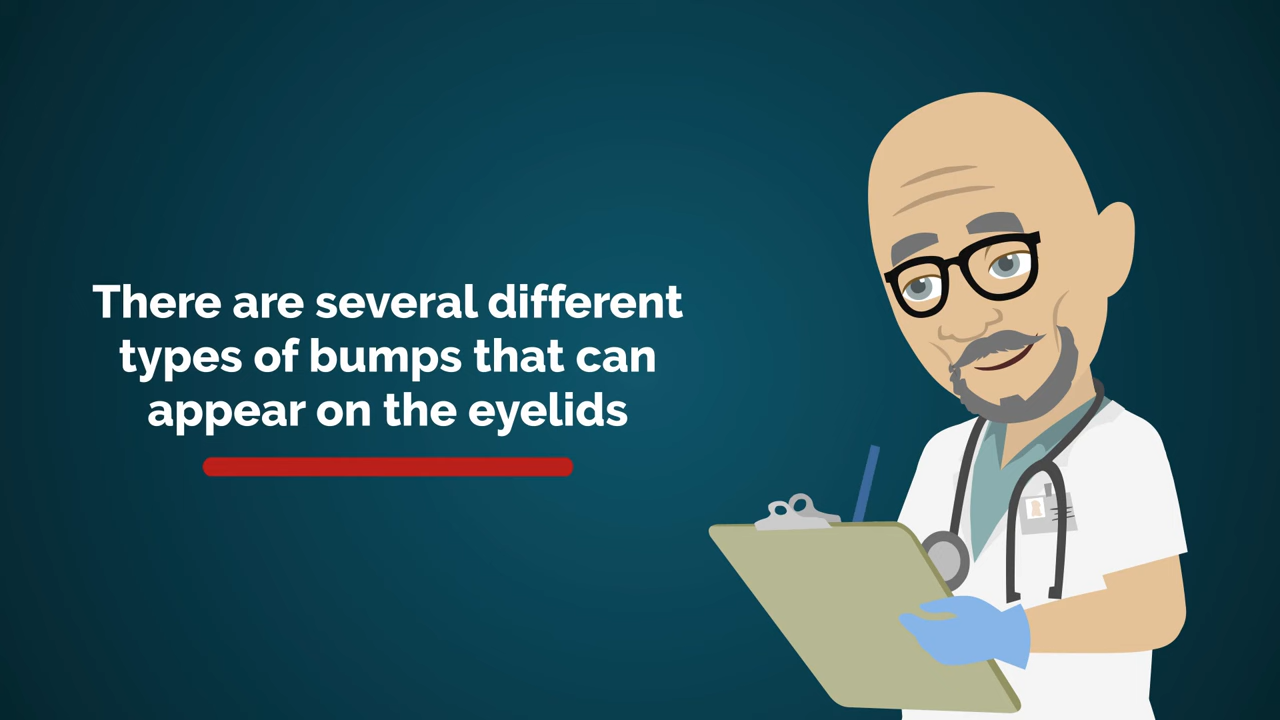 There are several different
types of bumps that can
appear on the eyelids